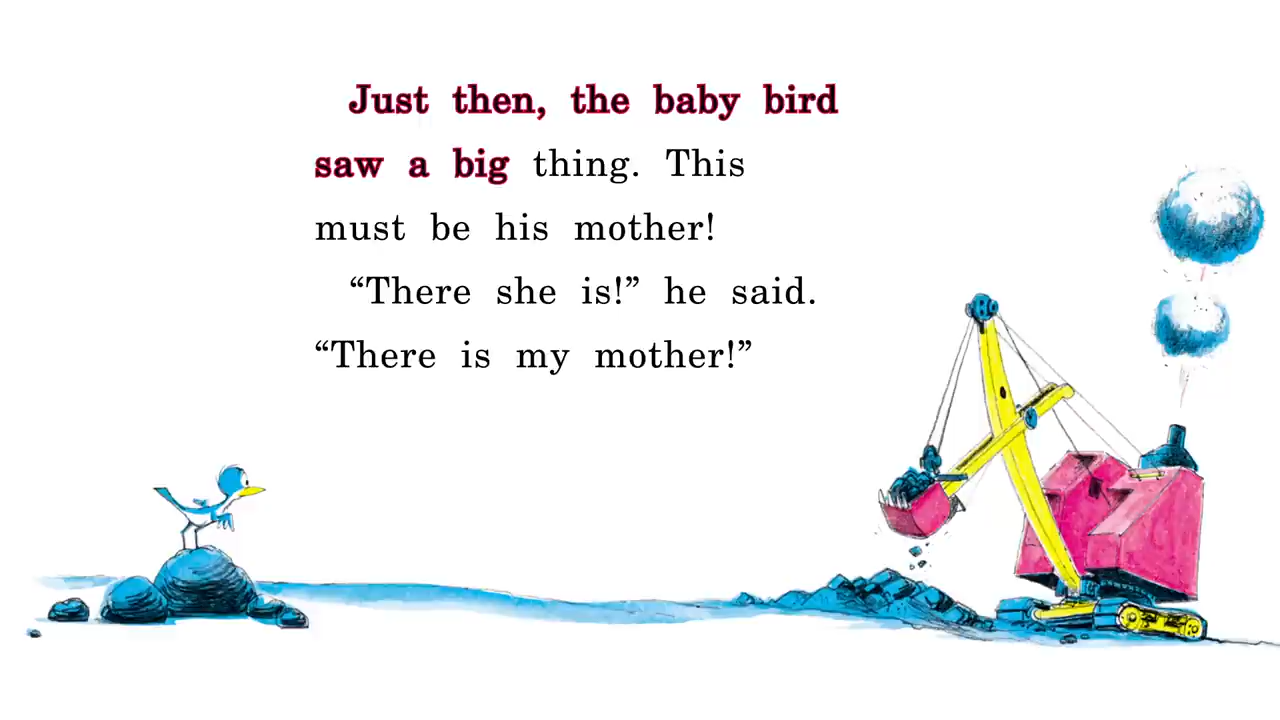 Just then, the baby bird
saw a big thing. This
must be his mother!
“There she is!” he said.
“There is my mother!”